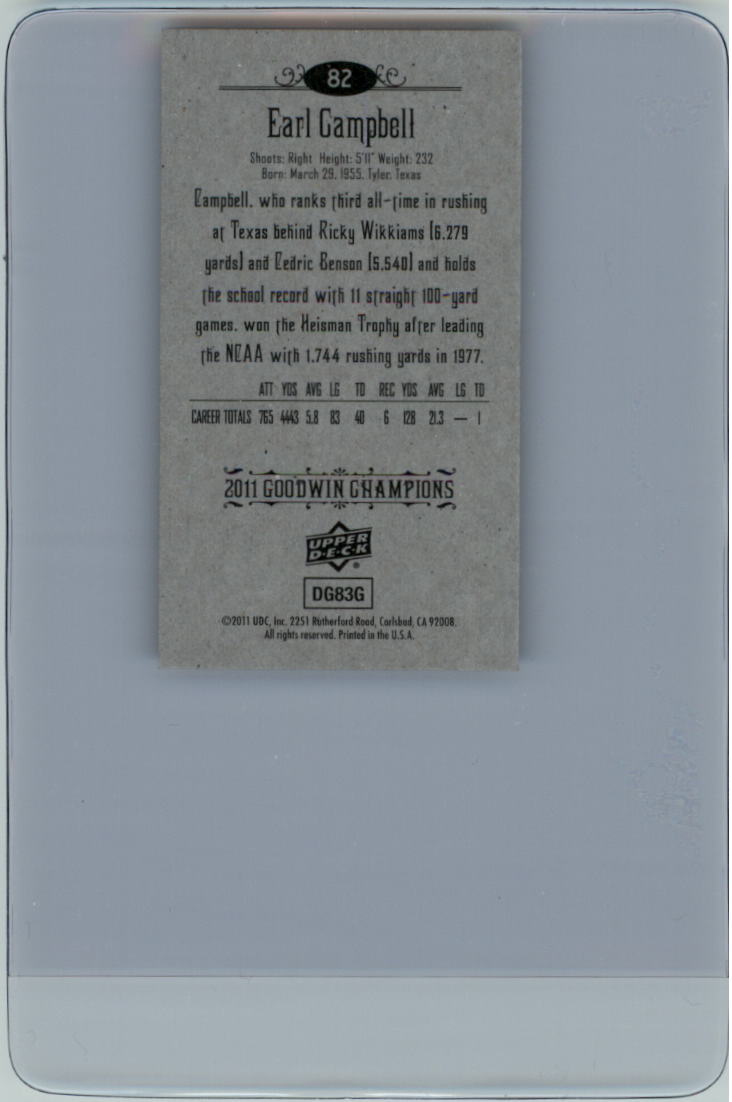 82
Earl Campbell
Shoots: Right Height: 5'11" Weight: 232
Born: March 29, 1955, Tyler, Texas
Campbell, who ranks third all-time in rushing
at Texas behind Ricky Wikkiams (6,279
yards) and Cedric Benson (5,540) and holds
the school record with 11 straight 100-yard
games, won the Heisman Trophy after leading
the NCAA with 1,744 rushing yards in 1977.
ATT YDS AVG LG TD REC YDS AVG LG TD
CAREER TOTALS 765 4443 5.8 83 40 6 128 21.3 — 1
2011 GOODWIN CHAMPIONS
UPPER
D·E·C·K
®
DG83G
©2011 UDC, Inc. 2251 Rutherford Road, Carlsbad, CA 92008.
All rights reserved. Printed in the U.S.A.